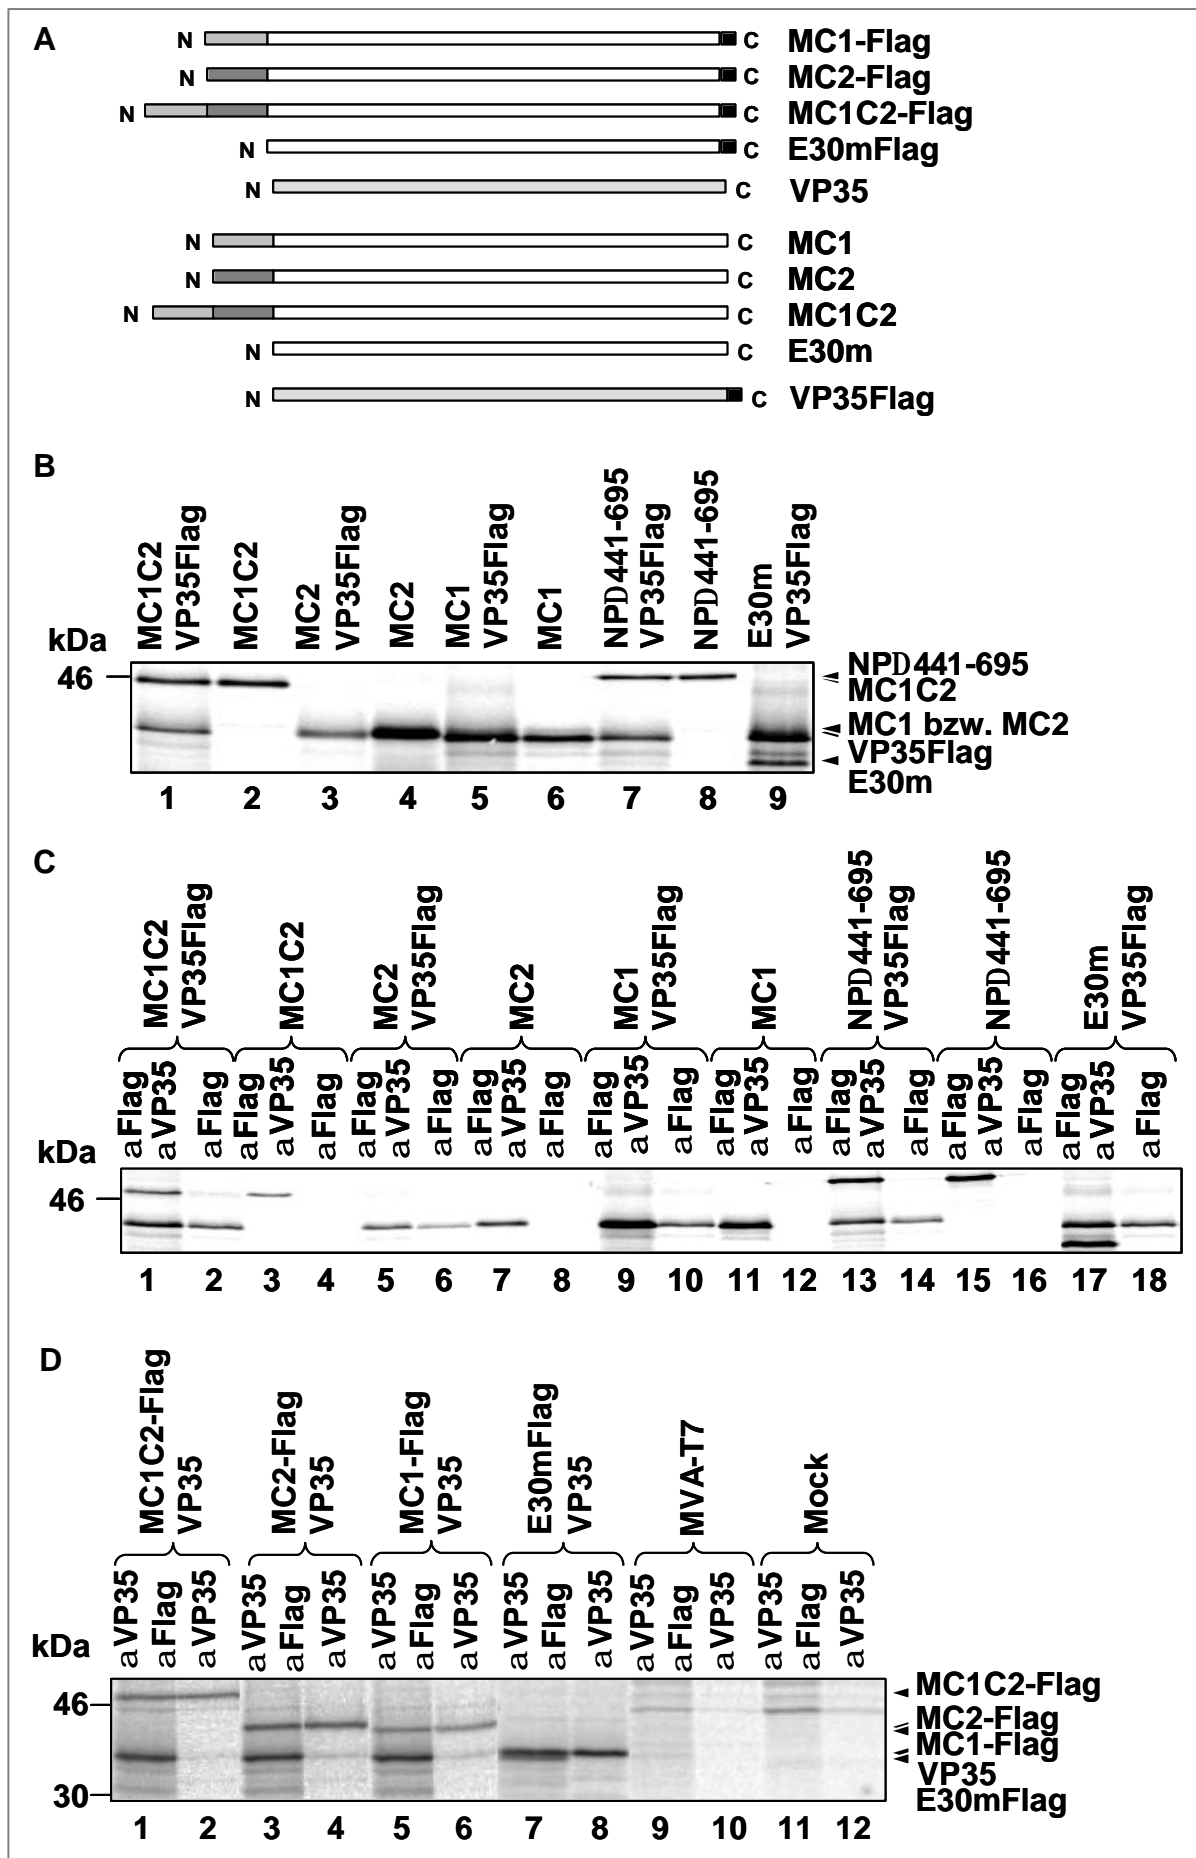 A
N C MC1-Flag
N C MC2-Flag
N C MC1C2-Flag
N C E30mFlag
N C VP35
N C MC1
N C MC2
N C MC1C2
N C E30m
N C VP35Flag
B
MC1C2
VP35Flag
MC1C2
MC2
VP35Flag
MC2
MC1
VP35Flag
MC1
NPD441-695
VP35Flag
NPD441-695
E30m
VP35Flag
kDa
46
NPD441-695
MC1C2
MC1 bzw. MC2
VP35Flag
E30m
1 2 3 4 5 6 7 8 9
C
MC1C2
VP35Flag
MC1C2
MC2
VP35Flag
MC2
MC1
VP35Flag
MC1
NPD441-695
VP35Flag
NPD441-695
E30m
VP35Flag
aFlag
aVP35
aFlag
aFlag
aVP35
aFlag
aFlag
aVP35
aFlag
aFlag
aVP35
aFlag
aFlag
aVP35
aFlag
aFlag
aVP35
aFlag
aFlag
aVP35
aFlag
aFlag
aVP35
aFlag
aFlag
aVP35
aFlag
kDa
46
1 2 3 4 5 6 7 8 9 10 11 12 13 14 15 16 17 18
D
MC1C2-Flag
VP35
MC2-Flag
VP35
MC1-Flag
VP35
E30mFlag
VP35
MVA-T7
Mock
aVP35
aFlag
aVP35
aVP35
aFlag
aVP35
aVP35
aFlag
aVP35
aVP35
aFlag
aVP35
aVP35
aFlag
aVP35
aVP35
aFlag
aVP35
kDa
46
30
MC1C2-Flag
MC2-Flag
MC1-Flag
VP35
E30mFlag
1 2 3 4 5 6 7 8 9 10 11 12